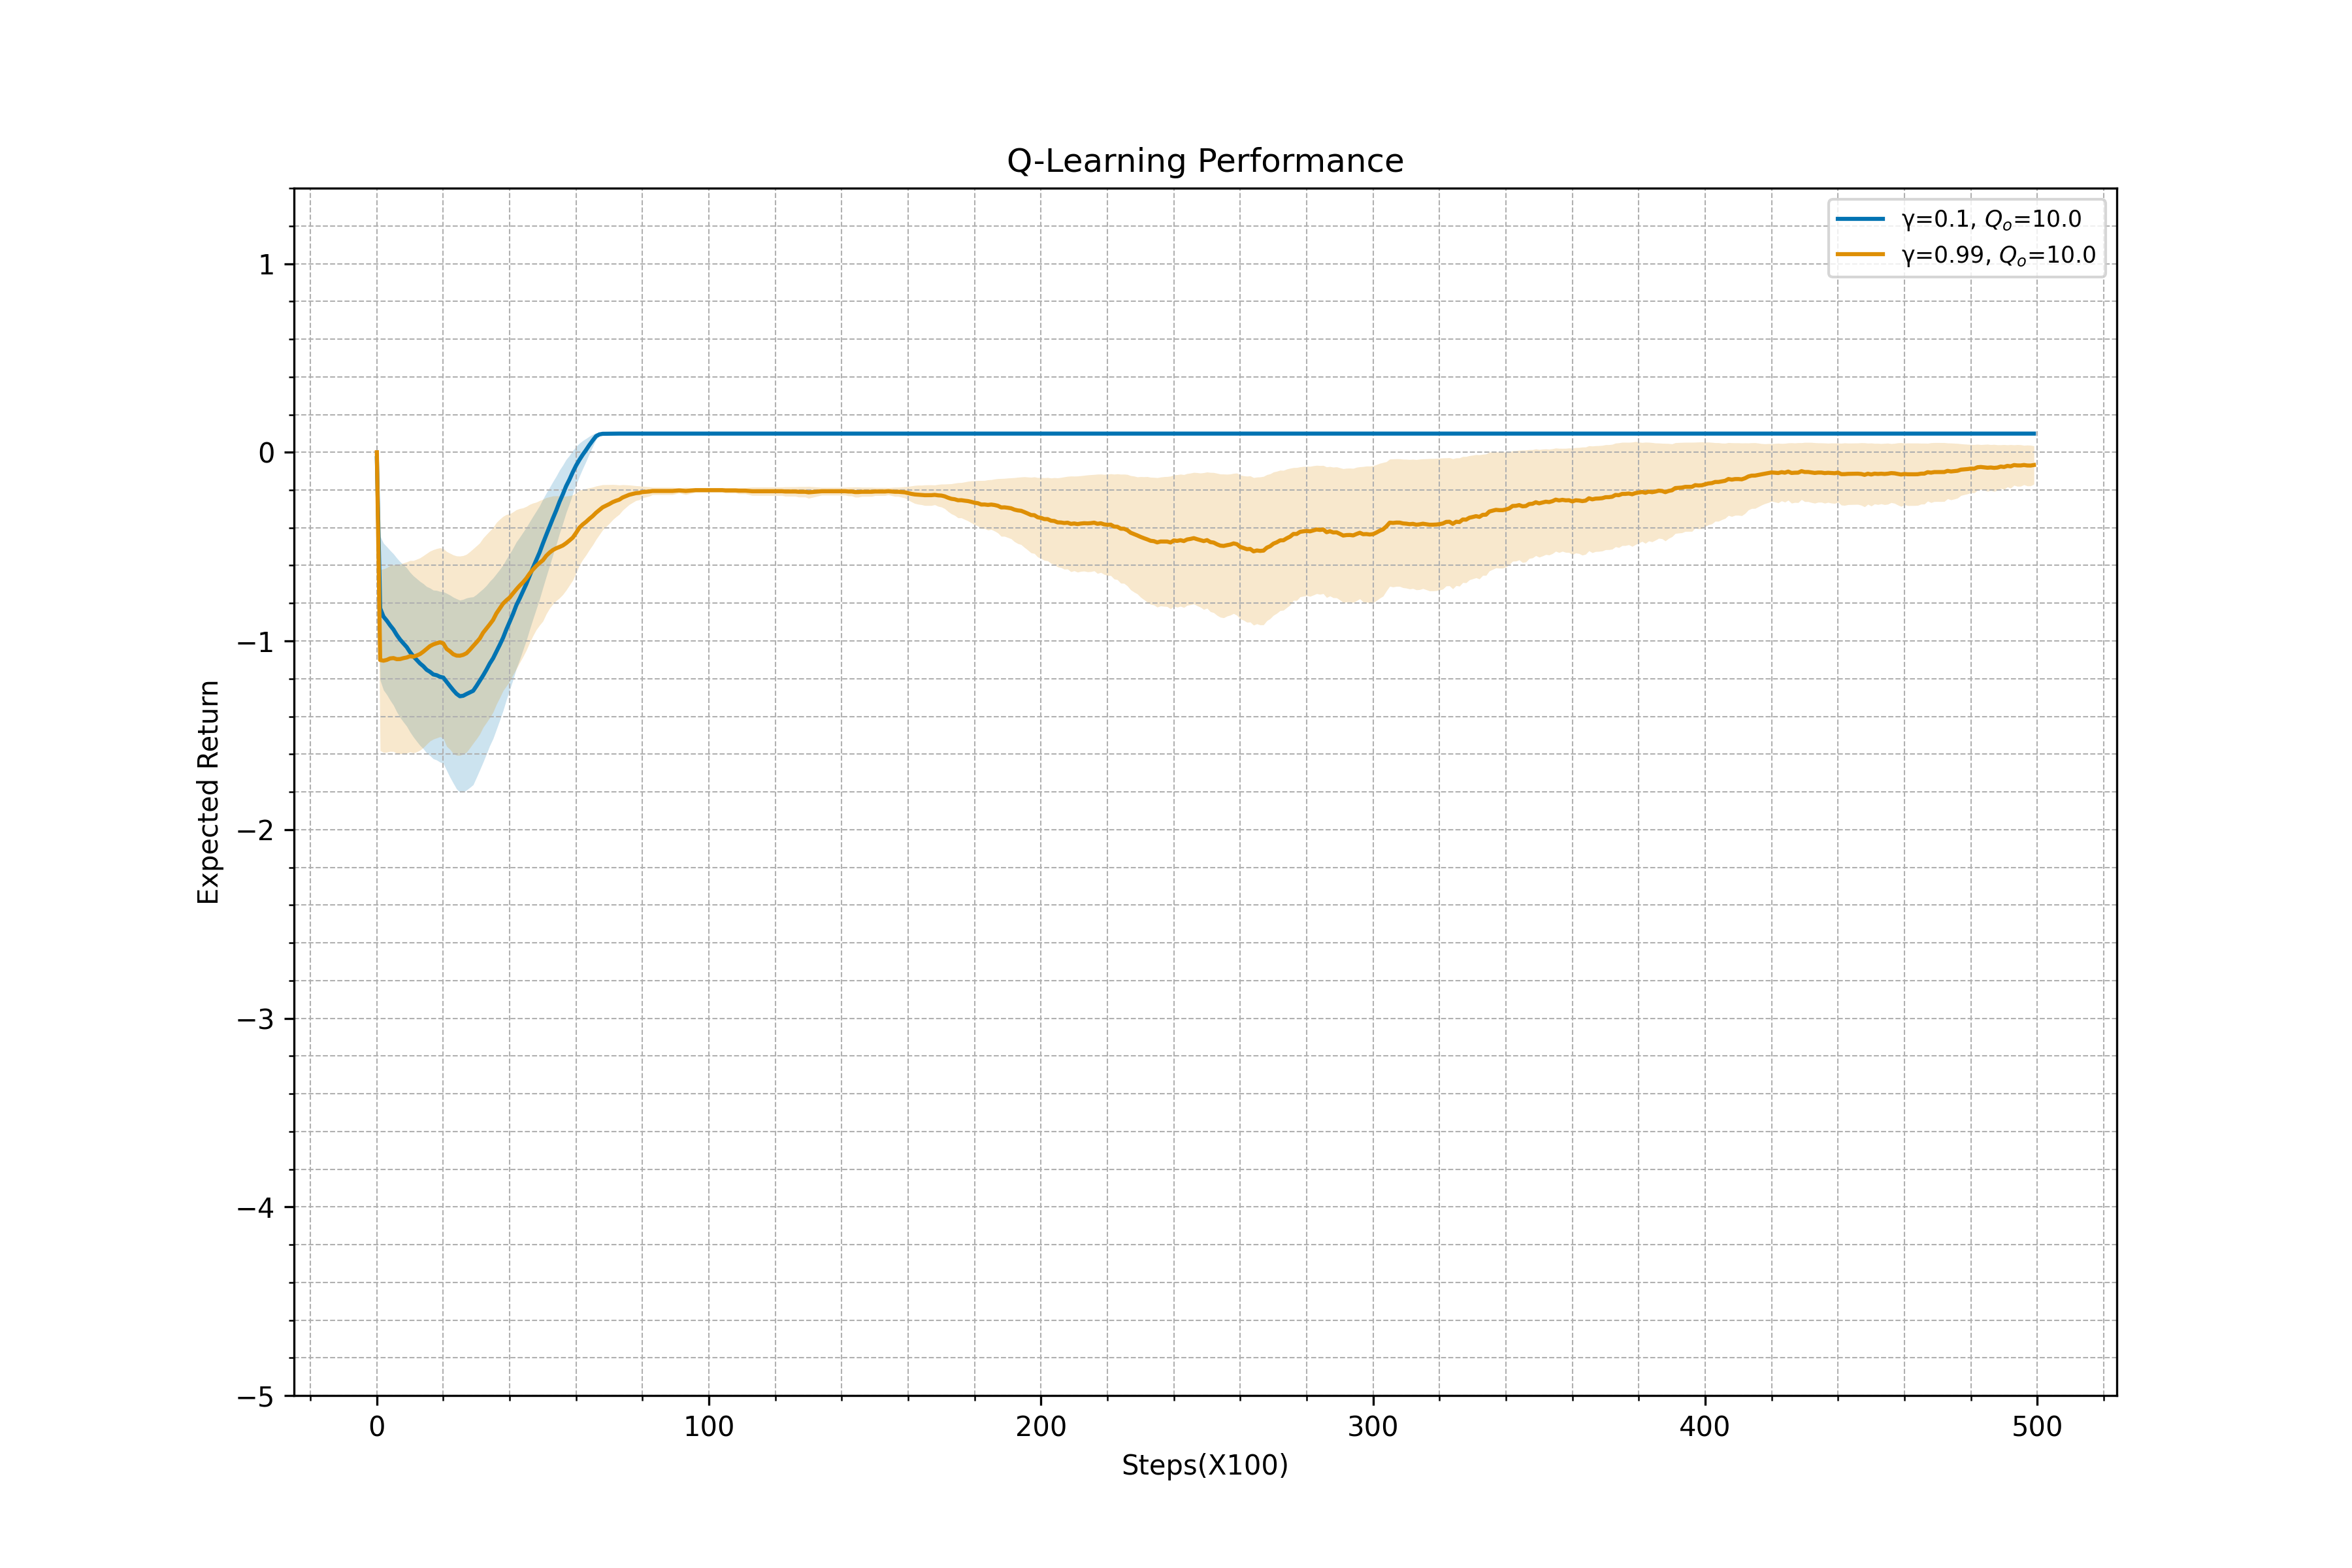 Q-Learning Performance
γ=0.1, Qₒ=10.0
γ=0.99, Qₒ=10.0
Expected Return
1
0
−1
−2
−3
−4
−5
0 100 200 300 400 500
Steps(X100)